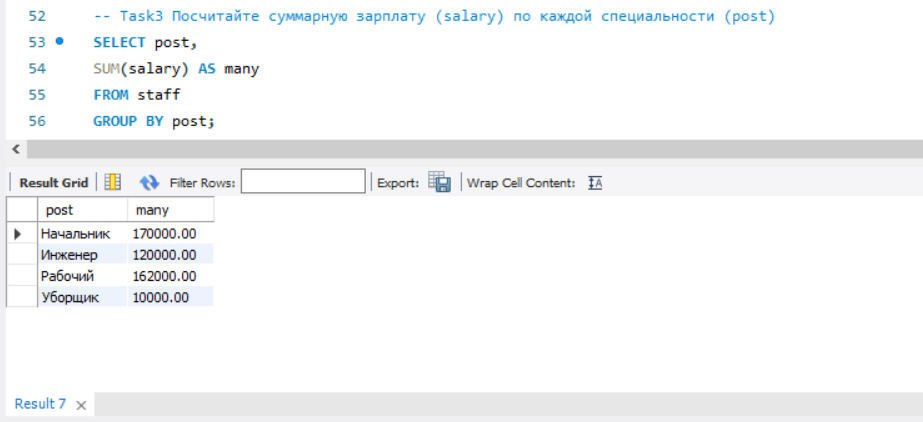 52 -- Task3 Посчитайте суммарную зарплату (salary) по каждой специальности (post)
53 SELECT post,
54 SUM(salary) AS many
55 FROM staff
56 GROUP BY post;
Result Grid Filter Rows: Export: Wrap Cell Content: IA
post many
Начальник 170000.00
Инженер 120000.00
Рабочий 162000.00
Уборщик 10000.00
Result 7 ×